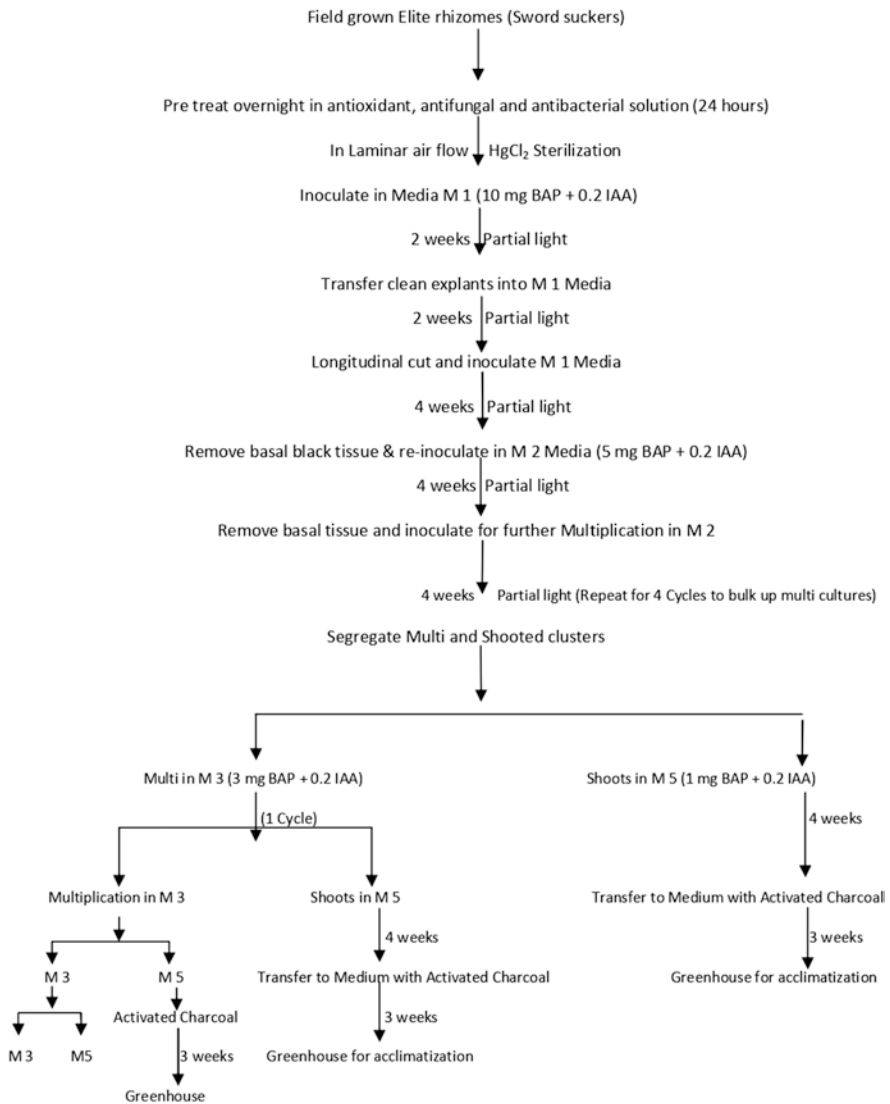 Field grown Elite rhizomes (Sword suckers)
Pre treat overnight in antioxidant, antifungal and antibacterial solution (24 hours)
In Laminar air flow HgCl₂ Sterilization
Inoculate in Media M 1 (10 mg BAP + 0.2 IAA)
2 weeks Partial light
Transfer clean explants into M 1 Media
2 weeks Partial light
Longitudinal cut and inoculate M 1 Media
4 weeks Partial light
Remove basal black tissue & re-inoculate in M 2 Media (5 mg BAP + 0.2 IAA)
4 weeks Partial light
Remove basal tissue and inoculate for further Multiplication in M 2
4 weeks Partial light (Repeat for 4 Cycles to bulk up multi cultures)
Segregate Multi and Shooted clusters
Multi in M 3 (3 mg BAP + 0.2 IAA)
Shoots in M 5 (1 mg BAP + 0.2 IAA)
(1 Cycle)
4 weeks
Multiplication in M 3
Shoots in M 5
Transfer to Medium with Activated Charcoal
4 weeks
3 weeks
M 3
M 5
Transfer to Medium with Activated Charcoal
Greenhouse for acclimatization
Activated Charcoal
3 weeks
M 3
M5
3 weeks
Greenhouse for acclimatization
Greenhouse